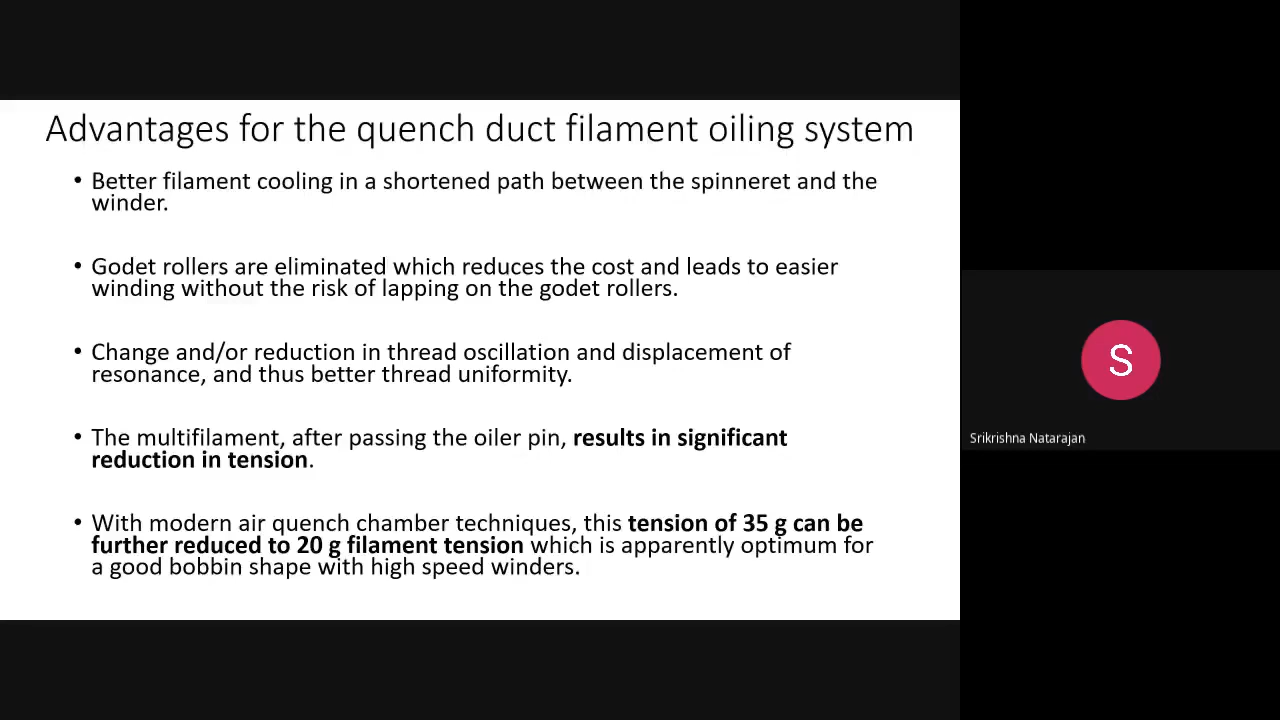 Advantages for the quench duct filament oiling system
• Better filament cooling in a shortened path between the spinneret and the
winder.
• Godet rollers are eliminated which reduces the cost and leads to easier
winding without the risk of lapping on the godet rollers.
• Change and/or reduction in thread oscillation and displacement of
resonance, and thus better thread uniformity.
• The multifilament, after passing the oiler pin, results in significant
reduction in tension.
• With modern air quench chamber techniques, this tension of 35 g can be
further reduced to 20 g filament tension which is apparently optimum for
a good bobbin shape with high speed winders.
S
Srikrishna Natarajan